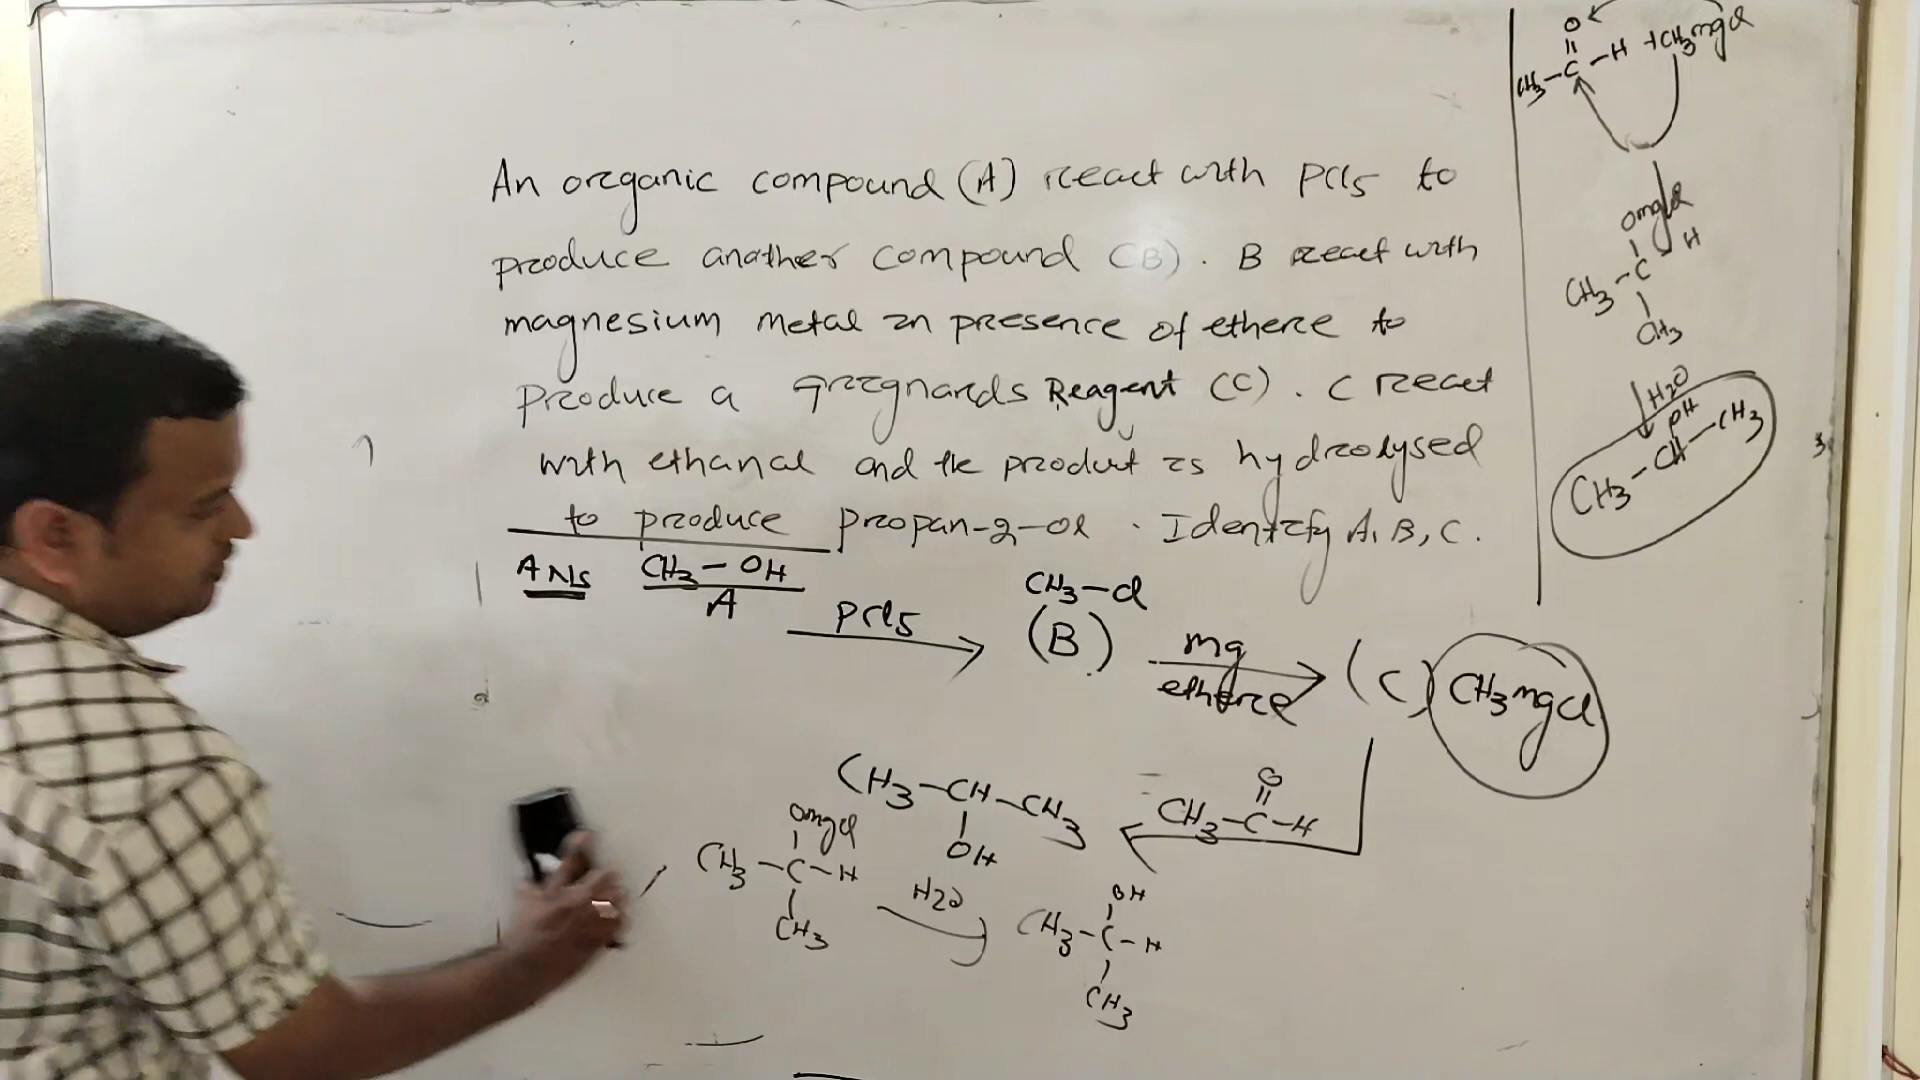 An organic compound (A) react with PCl5 to
produce another compound (B). B react with
magnesium metal in presence of ether to
produce a grignards Reagent (C). C react
with ethanal and the product is hydrolysed
to produce propan-2-ol. Identify A, B, C.
ANS CH3-OH
A
PCl5
CH3-Cl
(B)
mg
ether
(C) CH3mgCl
O
CH3-C-H
CH3-CH-CH3
OH
omgCl
CH3-C-H
CH3
H2O
OH
CH3-C-H
CH3
O
CH3-C-H +CH3mgCl
omgCl
CH3-C-H
CH3
H2O
OH
CH3-CH-CH3